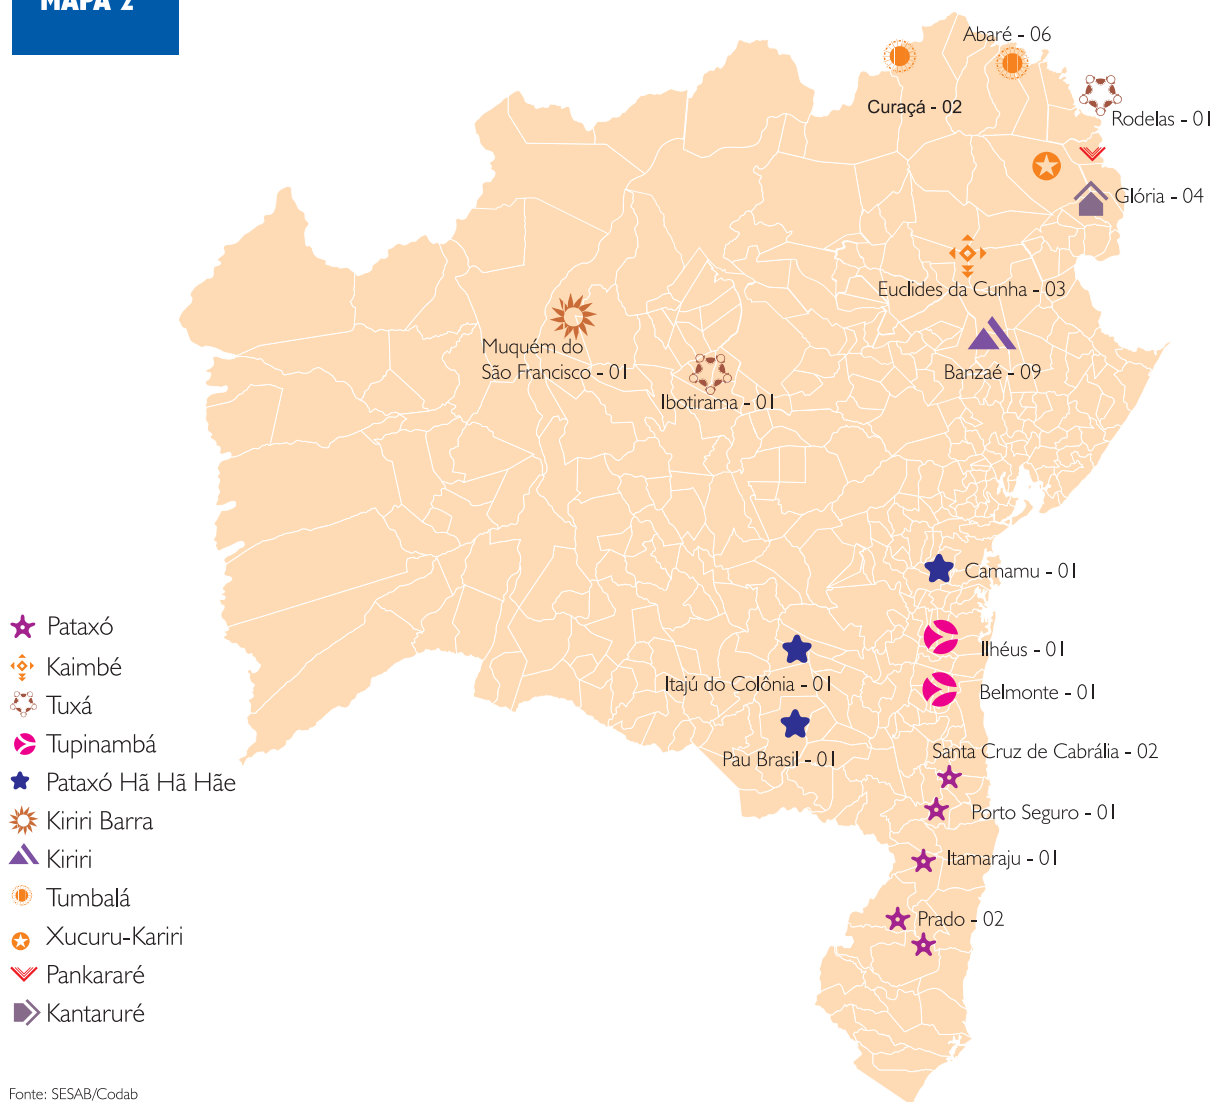 MAPA 2
Abaré - 06
Curaçá - 02
Rodelas - 01
Glória - 04
Euclides da Cunha - 03
Muquém do
São Francisco - 01
Banzaé - 09
Ibotirama - 01
Camamu - 01
Ilhéus - 01
Itajú do Colônia - 01
Belmonte - 01
Pau Brasil - 01
Santa Cruz de Cabrália - 02
Porto Seguro - 01
Itamaraju - 01
Prado - 02
Pataxó
Kaimbé
Tuxá
Tupinambá
Pataxó Hã Hã Hãe
Kiriri Barra
Kiriri
Tumbalá
Xucuru-Kariri
Pankararé
Kantaruré
Fonte: SESAB/Codab